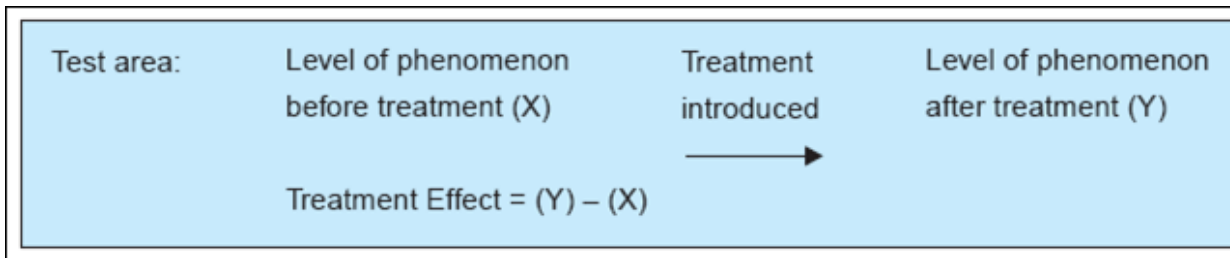 Test area: Level of phenomenon Treatment Level of phenomenon
before treatment (X) introduced after treatment (Y)
Treatment Effect = (Y) – (X)